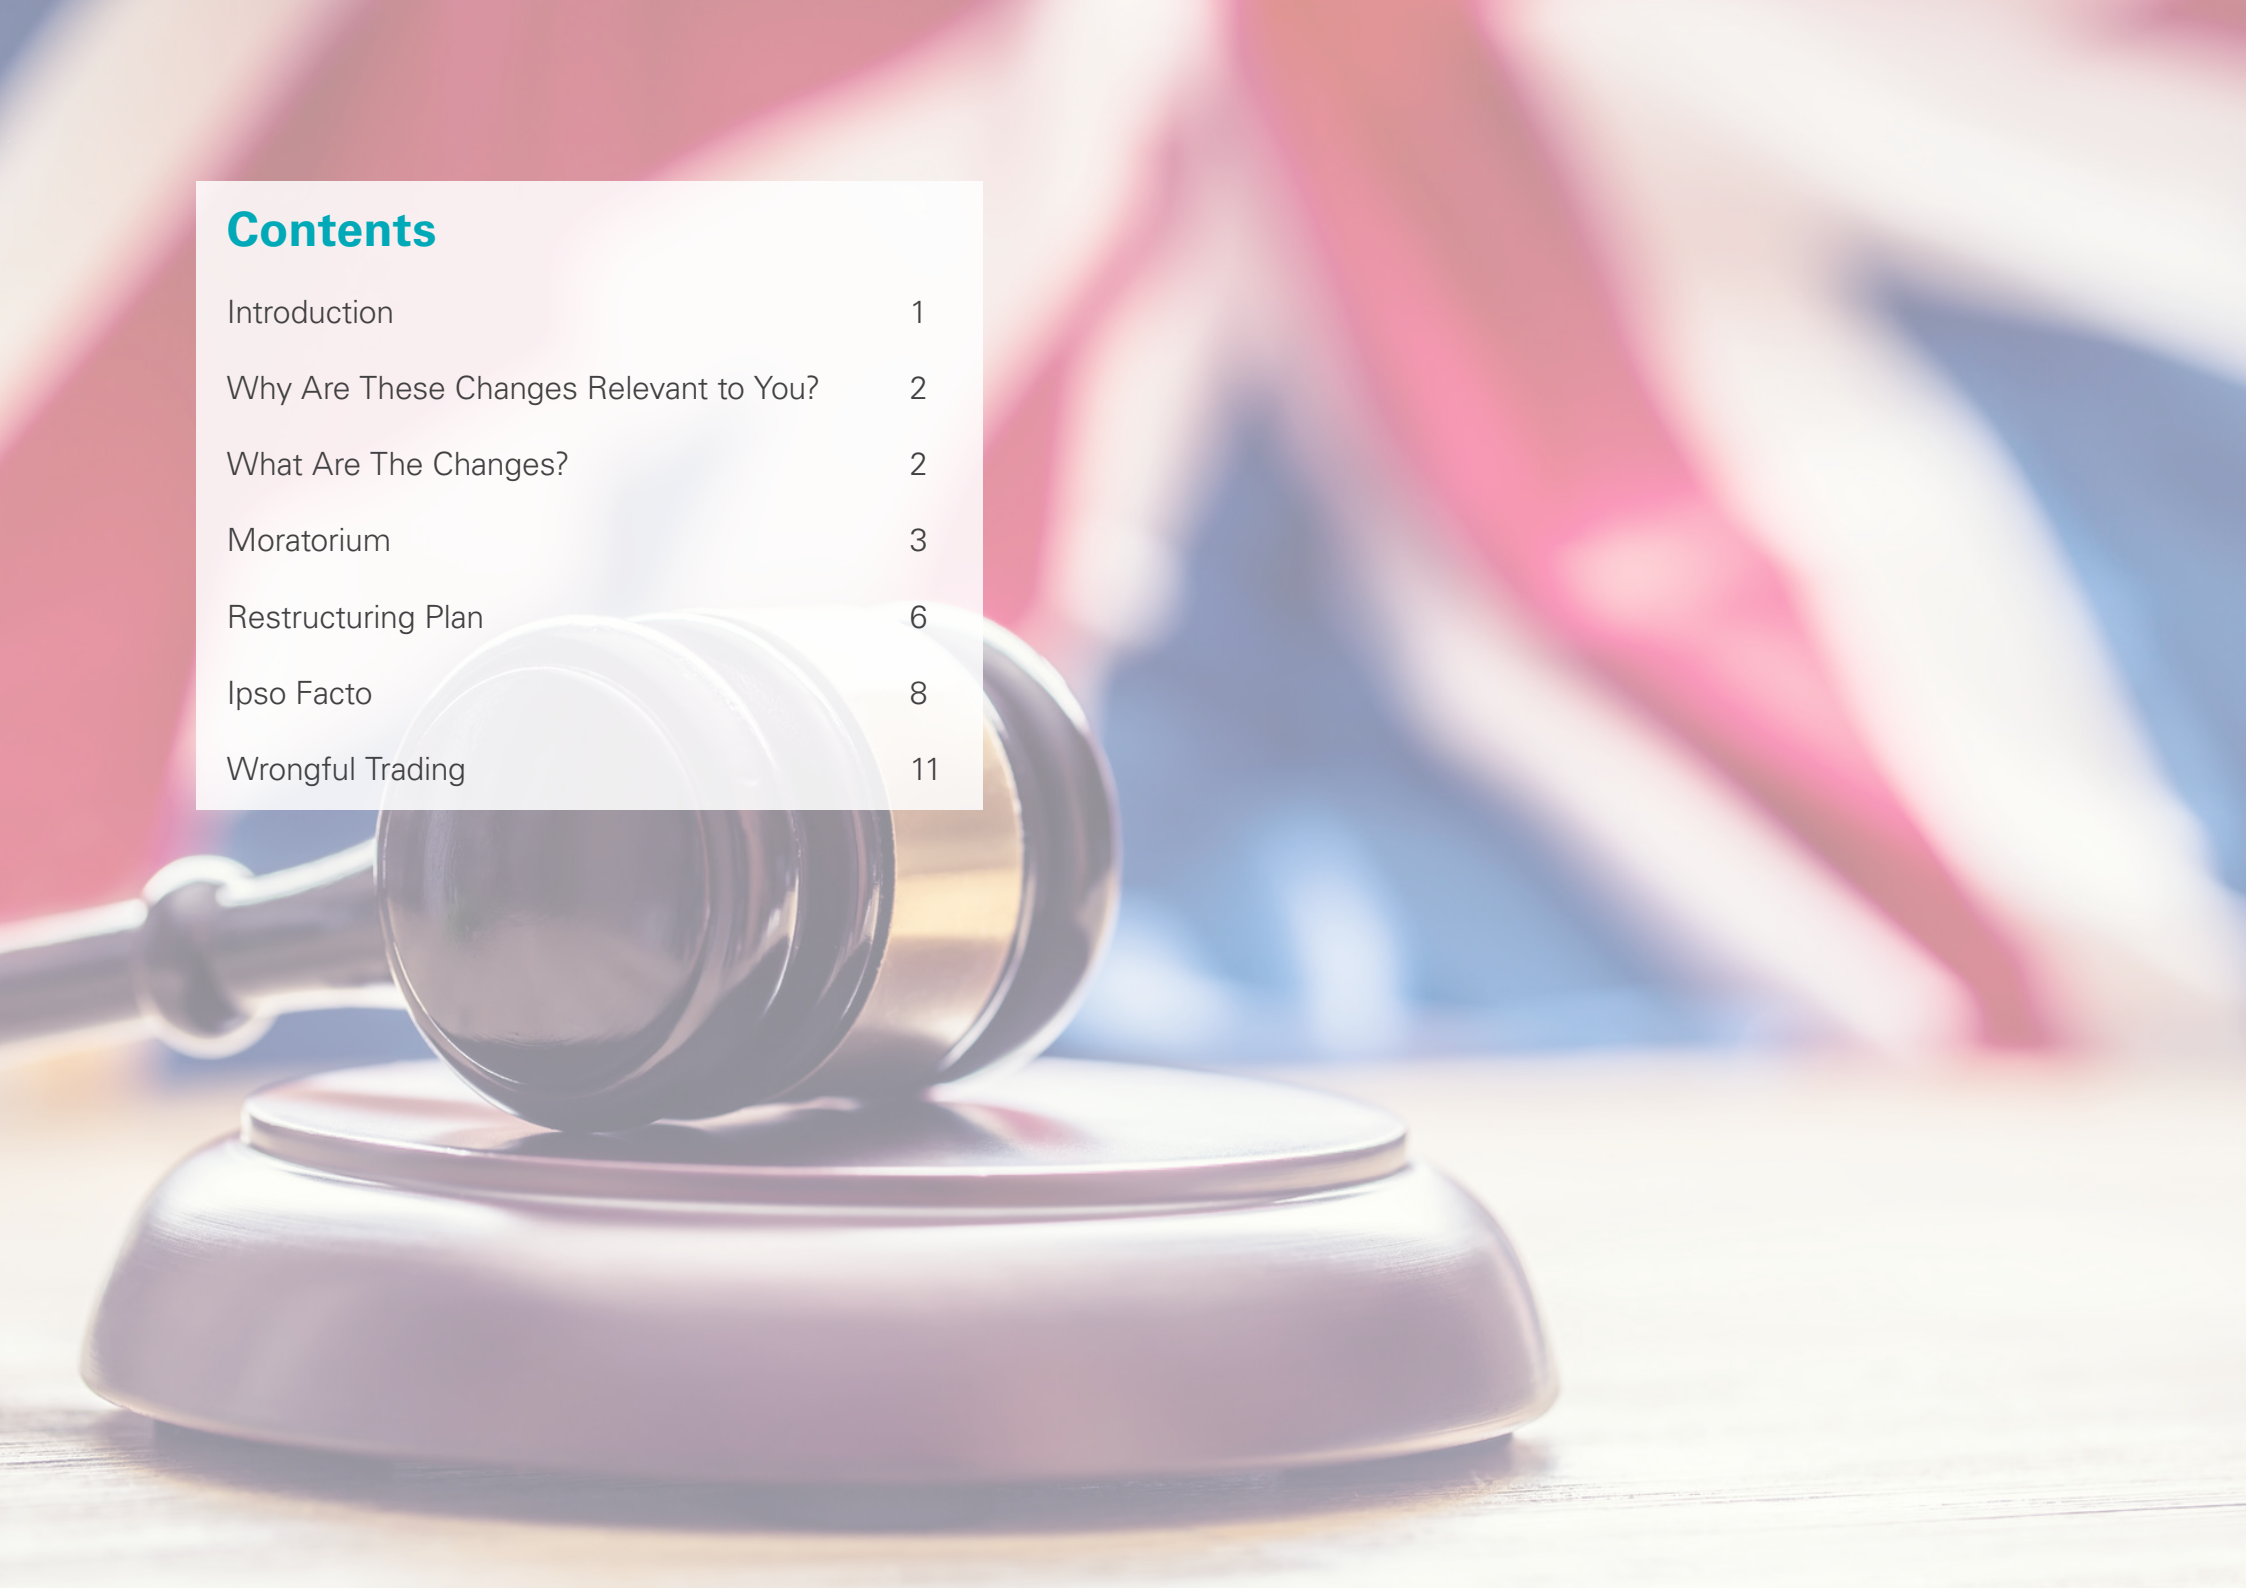 Contents
Introduction 1
Why Are These Changes Relevant to You? 2
What Are The Changes? 2
Moratorium 3
Restructuring Plan 6
Ipso Facto 8
Wrongful Trading 11